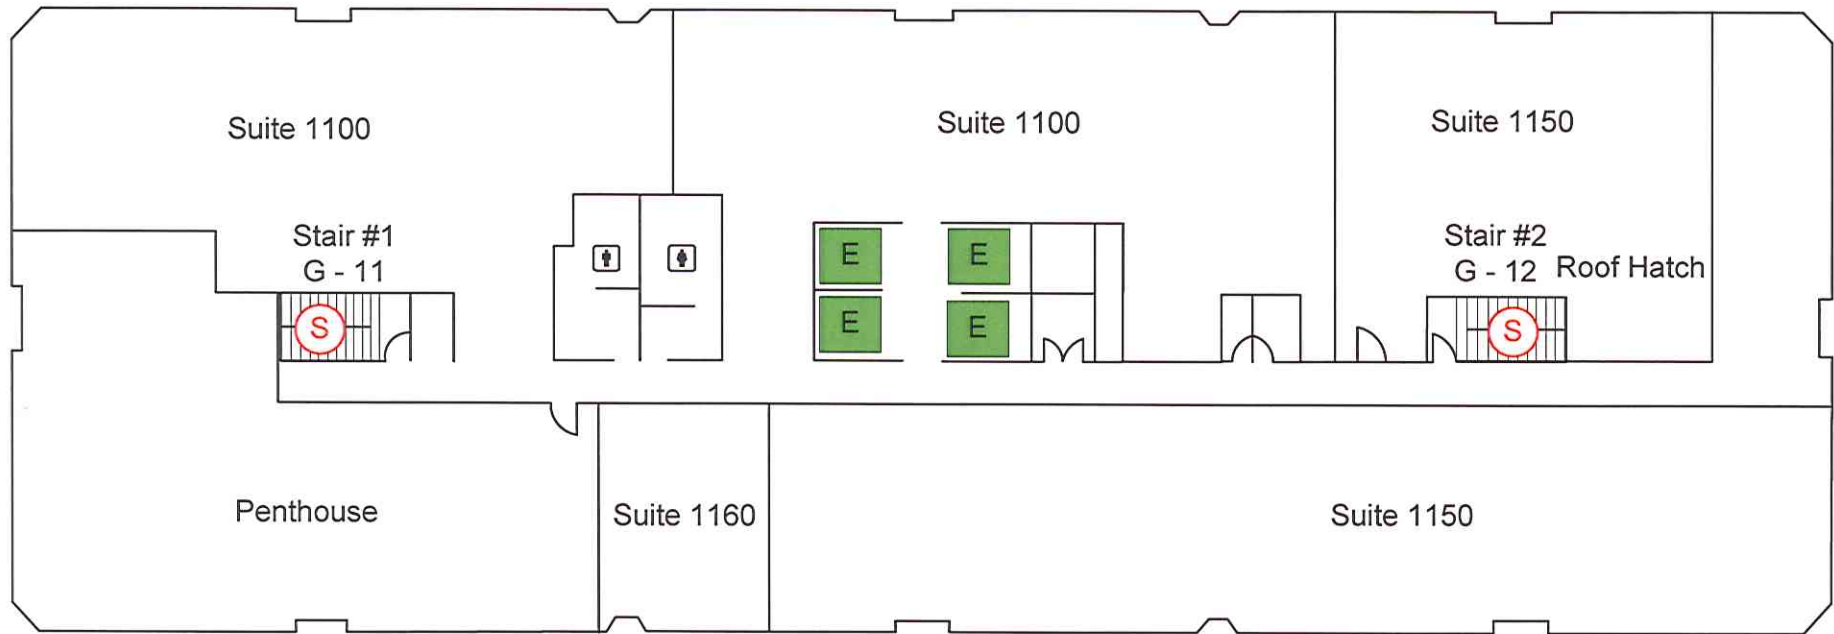 Suite 1100
Suite 1100
Suite 1150
Stair #1
G - 11
Stair #2
G - 12
Roof Hatch
E
E
E
E
S
S
Penthouse
Suite 1160
Suite 1150